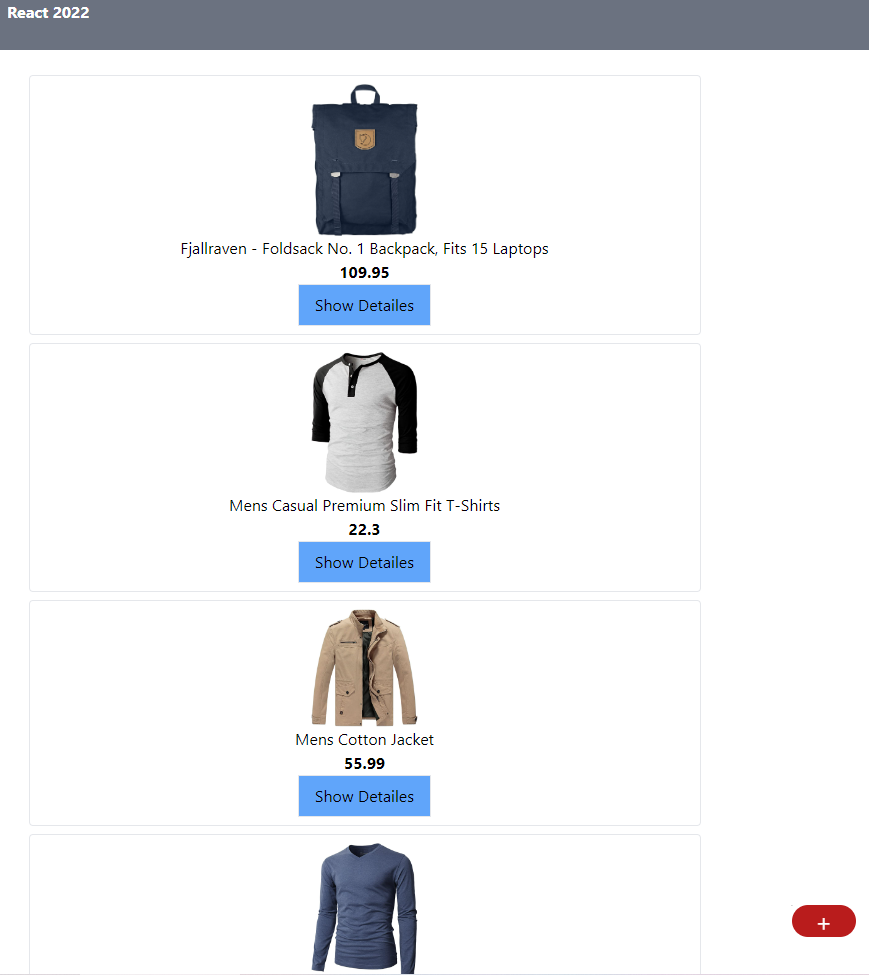 React 2022
Fjallraven - Foldsack No. 1 Backpack, Fits 15 Laptops
109.95
Show Detailes
Mens Casual Premium Slim Fit T-Shirts
22.3
Show Detailes
Mens Cotton Jacket
55.99
Show Detailes
+